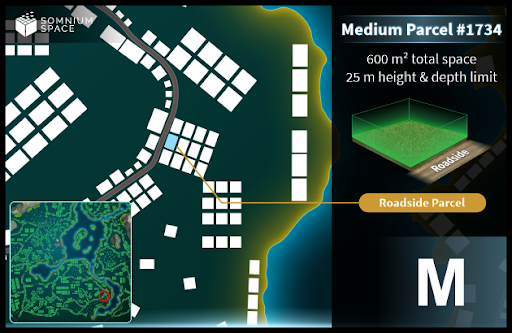 SOMNIUM
SPACE
Medium Parcel #1734
600 m² total space
25 m height & depth limit
Roadside
Roadside Parcel
M